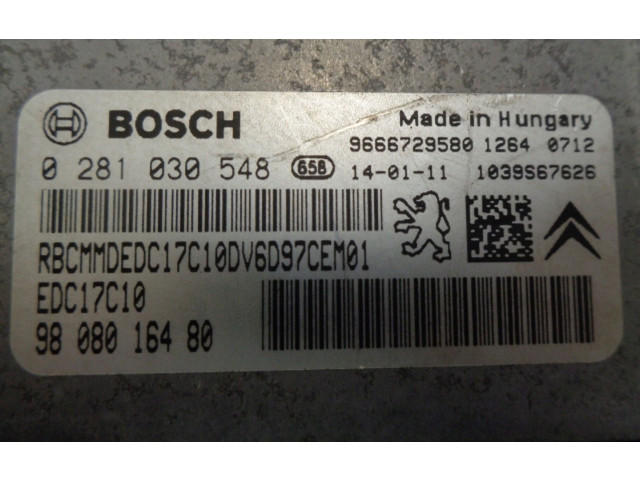 BOSCH
Made in Hungary
9666729580 1264 0712
0 281 030 548 65B 14-01-11 1039S67626
RBCMMDEDC17C10DV6D97CEM01
EDC17C10
98 080 164 80